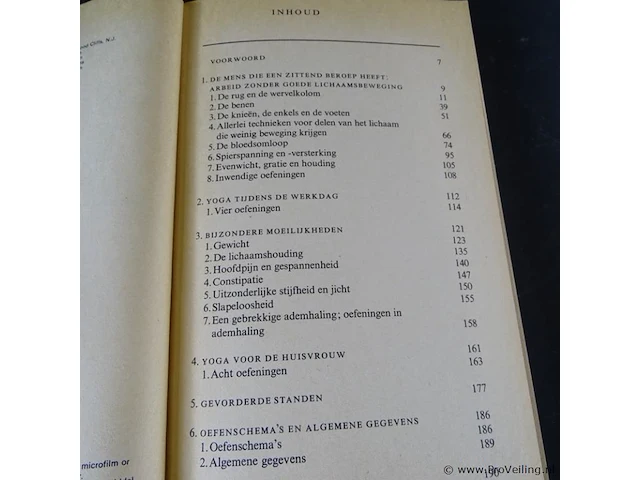 and Oills, N.J.
INHOUD
VOORWOORD 7
1. DE MENS DIE EEN ZITTEND BEROEP HEEFT:
ARBEID ZONDER GOEDE LICHAAMSBEWEGING 9
1. De rug en de wervelkolom 11
2. De benen 39
3. De knieën, de enkels en de voeten 51
4. Allerlei technieken voor delen van het lichaam
die weinig beweging krijgen 66
5. De bloedsomloop 74
6. Spierspanning en -versterking 95
7. Evenwicht, gratie en houding 105
8. Inwendige oefeningen 108
2. YOGA TIJDENS DE WERKDAG 112
1. Vier oefeningen 114
3. BIJZONDERE MOEILIJKHEDEN 121
1. Gewicht 123
2. De lichaamshouding 135
3. Hoofdpijn en gespannenheid 140
4. Constipatie 147
5. Uitzonderlijke stijfheid en jicht 150
6. Slapeloosheid 155
7. Een gebrekkige ademhaling; oefeningen in
ademhaling 158
4. YOGA VOOR DE HUISVROUW 161
1. Acht oefeningen 163
5. GEVORDERDE STANDEN 177
6. OEFENSCHEMA'S EN ALGEMENE GEGEVENS 186
1. Oefenschema's 186
2. Algemene gegevens 189
190
microfilm or
© www.ProVeiling.nl